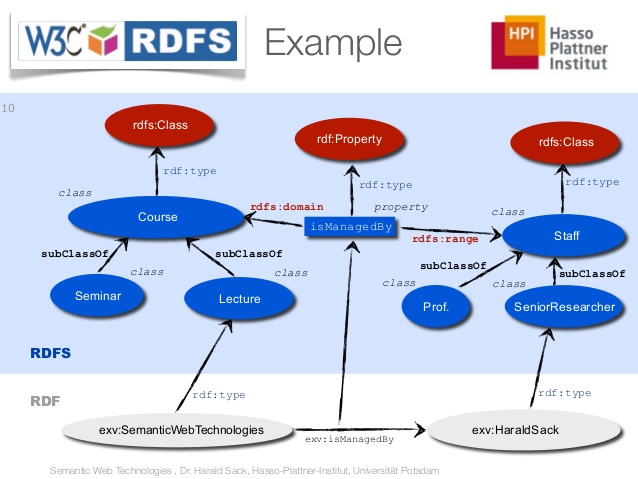 W3C RDFS
Example
HPI Hasso
Plattner
Institut
10
rdfs:Class
rdf:Property
rdfs:Class
rdf:type
rdf:type
rdf:type
class
rdfs:domain
property
class
Course
isManagedBy
Staff
rdfs:range
subClassOf
subClassOf
subClassOf
subClassOf
class
class
class
class
Seminar
Lecture
Prof.
SeniorResearcher
RDFS
RDF
rdf:type
rdf:type
exv:SemanticWebTechnologies
exv:isManagedBy
exv:HaraldSack
Semantic Web Technologies , Dr. Harald Sack, Hasso-Plattner-Institut, Universität Potsdam